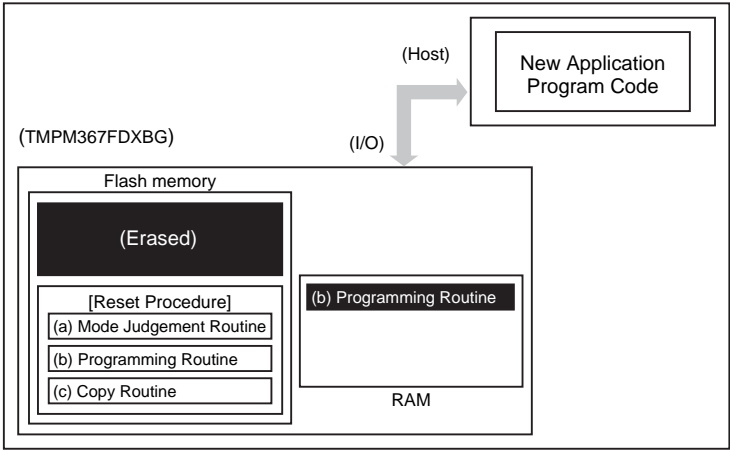 (Host)
New Application
Program Code
(TMPM367FDXBG)
(I/O)
Flash memory
(Erased)
[Reset Procedure]
(a) Mode Judgement Routine
(b) Programming Routine
(c) Copy Routine
(b) Programming Routine
RAM